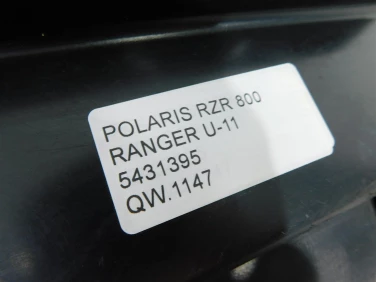 POLARIS RZR 800
RANGER U-11
5431395
QW.1147